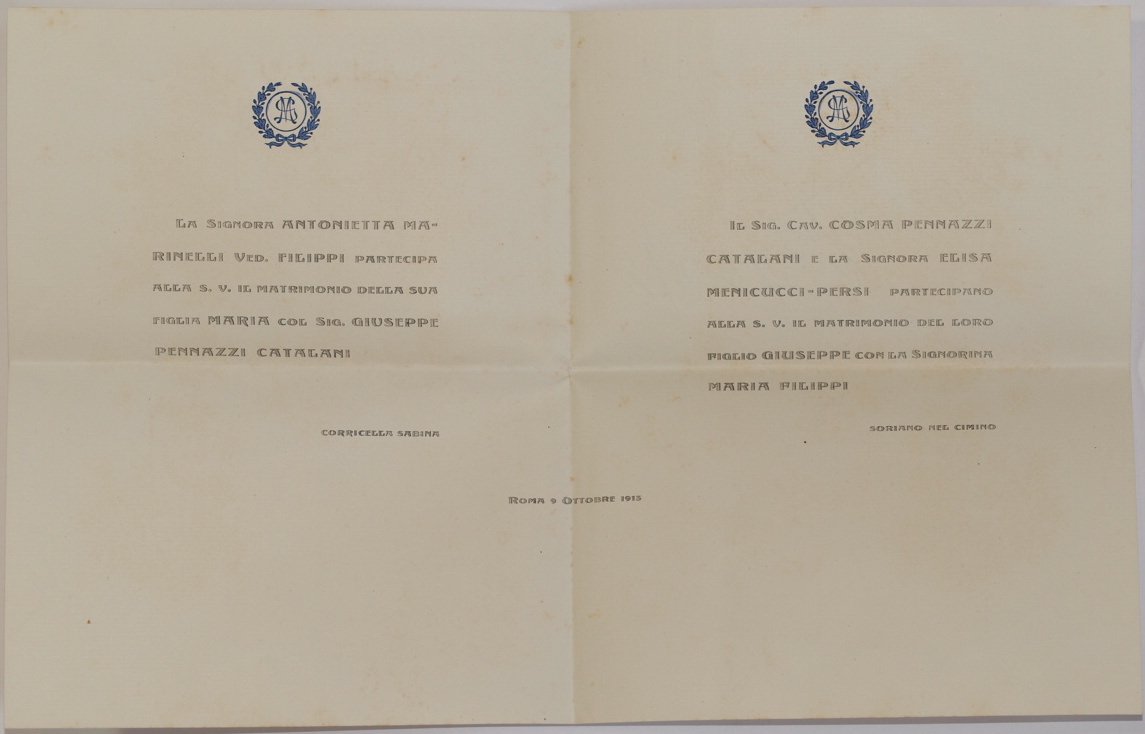 LA SIGNORA ANTONIETTA MA-
RINELLI VED. FILIPPI PARTECIPA
ALLA S. V. IL MATRIMONIO DELLA SUA
FIGLIA MARIA COL SIG. GIUSEPPE
PENNAZZI CATALANI
CORRICELLA SABINA
IL SIG. CAV. COSMA PENNAZZI
CATALANI E LA SIGNORA ELISA
MENICUCCI-PERSI PARTECIPANO
ALLA S. V. IL MATRIMONIO DEL LORO
FIGLIO GIUSEPPE CON LA SIGNORINA
MARIA FILIPPI
SORIANO NEL CIMINO
ROMA 9 OTTOBRE 1913